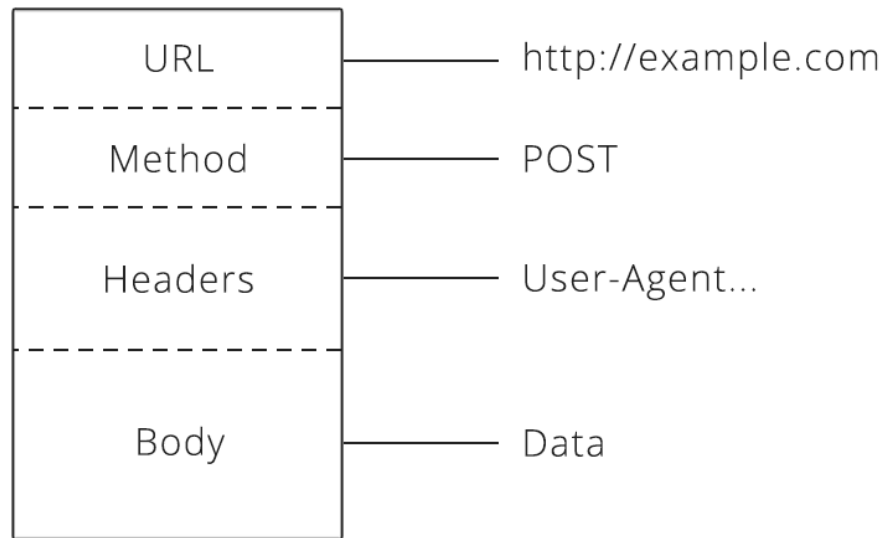 URL
http://example.com
Method
POST
Headers
User-Agent...
Body
Data